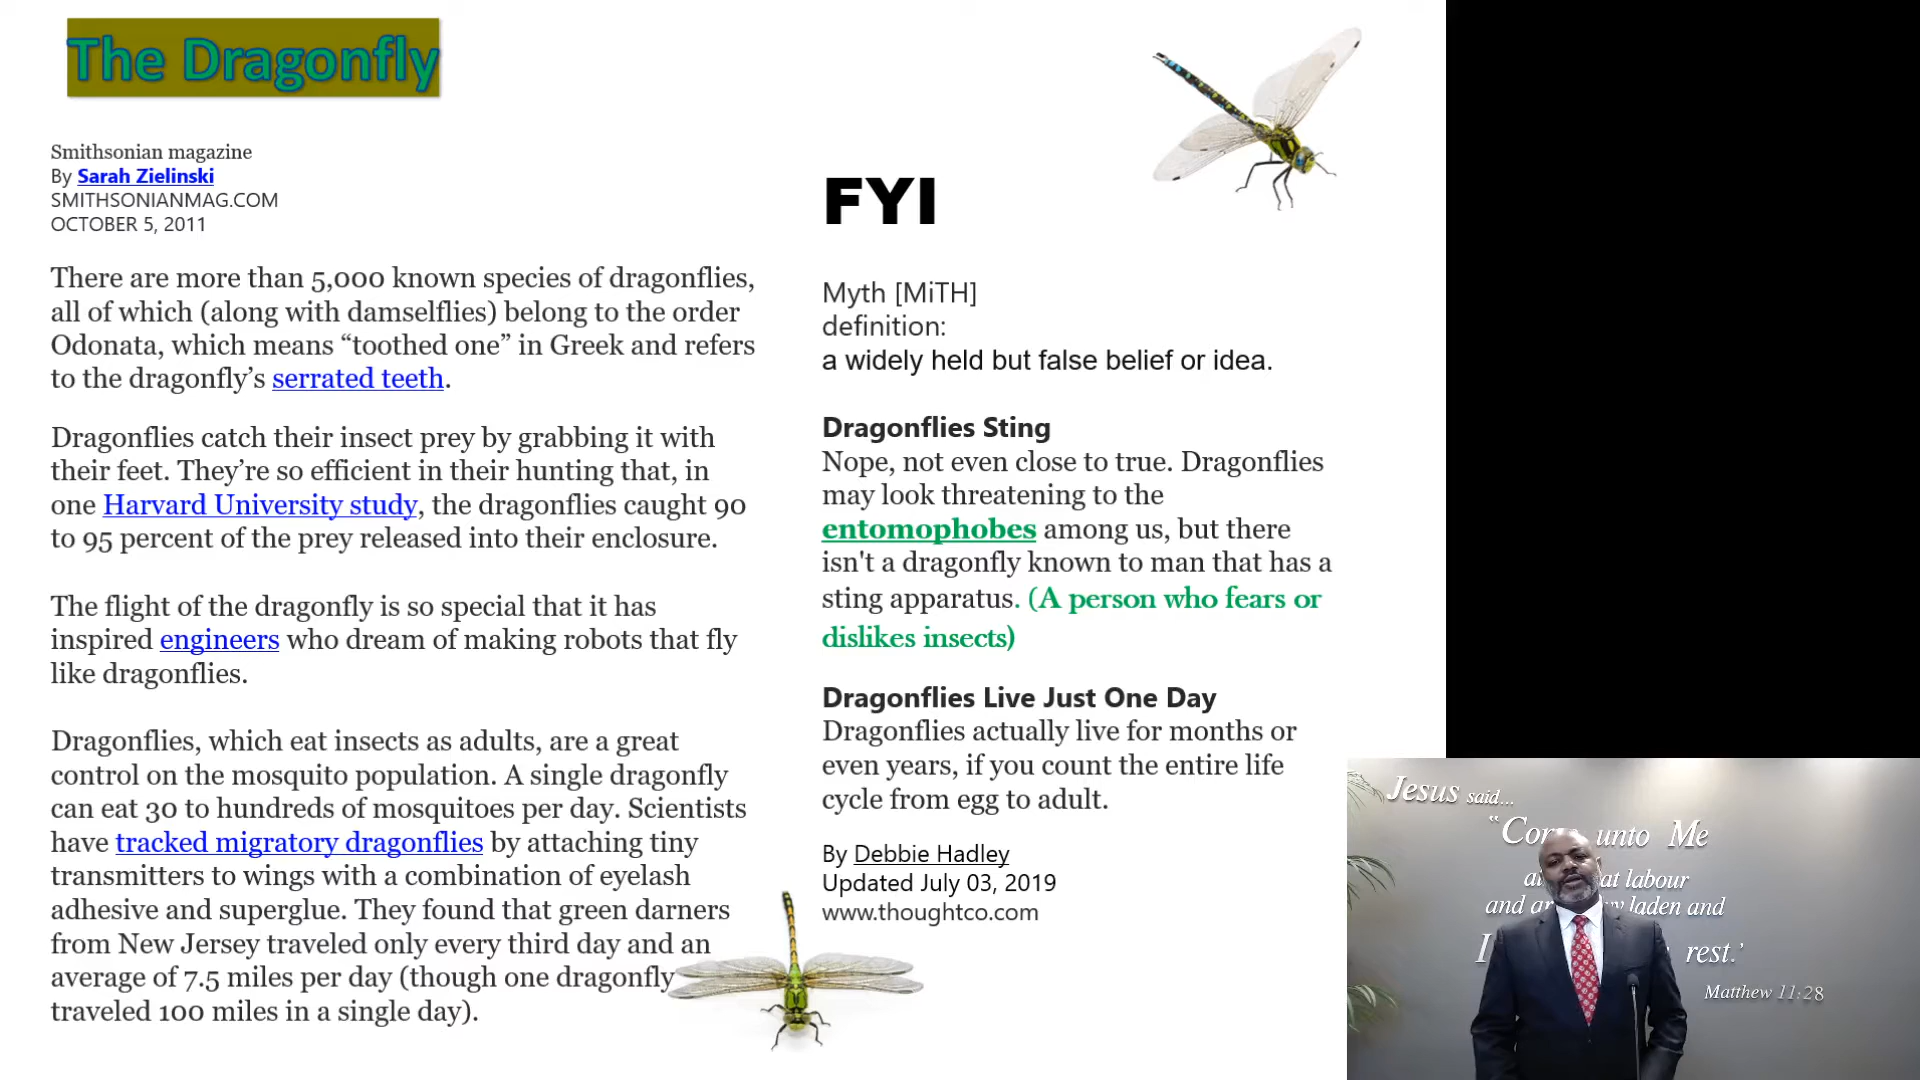 The Dragonfly
Smithsonian magazine
By Sarah Zielinski
SMITHSONIANMAG.COM
OCTOBER 5, 2011
There are more than 5,000 known species of dragonflies,
all of which (along with damselflies) belong to the order
Odonata, which means “toothed one” in Greek and refers
to the dragonfly’s serrated teeth.
Dragonflies catch their insect prey by grabbing it with
their feet. They’re so efficient in their hunting that, in
one Harvard University study, the dragonflies caught 90
to 95 percent of the prey released into their enclosure.
The flight of the dragonfly is so special that it has
inspired engineers who dream of making robots that fly
like dragonflies.
Dragonflies, which eat insects as adults, are a great
control on the mosquito population. A single dragonfly
can eat 30 to hundreds of mosquitoes per day. Scientists
have tracked migratory dragonflies by attaching tiny
transmitters to wings with a combination of eyelash
adhesive and superglue. They found that green darners
from New Jersey traveled only every third day and an
average of 7.5 miles per day (though one dragonfly
traveled 100 miles in a single day).
FYI
Myth [MiTH]
definition:
a widely held but false belief or idea.
Dragonflies Sting
Nope, not even close to true. Dragonflies
may look threatening to the
entomophobes among us, but there
isn't a dragonfly known to man that has a
sting apparatus. (A person who fears or
dislikes insects)
Dragonflies Live Just One Day
Dragonflies actually live for months or
even years, if you count the entire life
cycle from egg to adult.
By Debbie Hadley
Updated July 03, 2019
www.thoughtco.com
Jesus said...
unto Me
labour
and laden and
I rest.’
Matthew 11:28